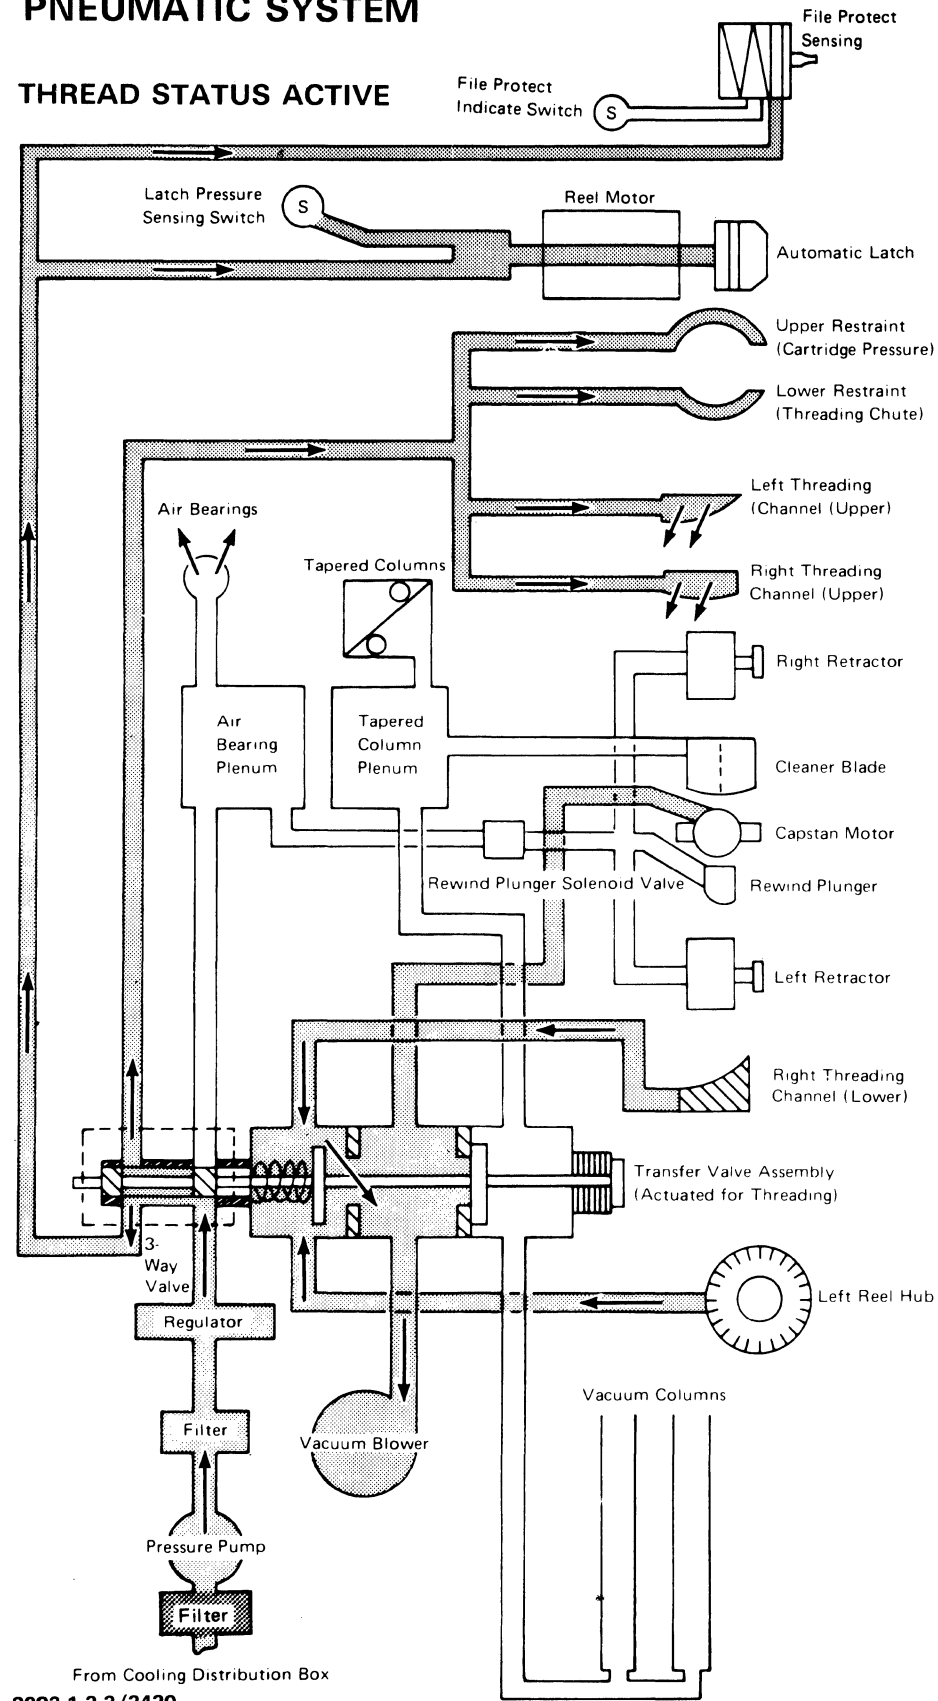 PNEUMATIC SYSTEM
THREAD STATUS ACTIVE
File Protect
Sensing
File Protect
Indicate Switch
S
Latch Pressure
Sensing Switch
S
Reel Motor
Automatic Latch
Upper Restraint
(Cartridge Pressure)
Lower Restraint
(Threading Chute)
Left Threading
(Channel (Upper)
Air Bearings
Tapered Columns
Right Threading
Channel (Upper)
Right Retractor
Air
Bearing
Plenum
Tapered
Column
Plenum
Cleaner Blade
Capstan Motor
Rewind Plunger Solenoid Valve
Rewind Plunger
Left Retractor
Right Threading
Channel (Lower)
Transfer Valve Assembly
(Actuated for Threading)
3-
Way
Valve
Left Reel Hub
Regulator
Vacuum Columns
Filter
Vacuum Blower
Pressure Pump
Filter
From Cooling Distribution Box